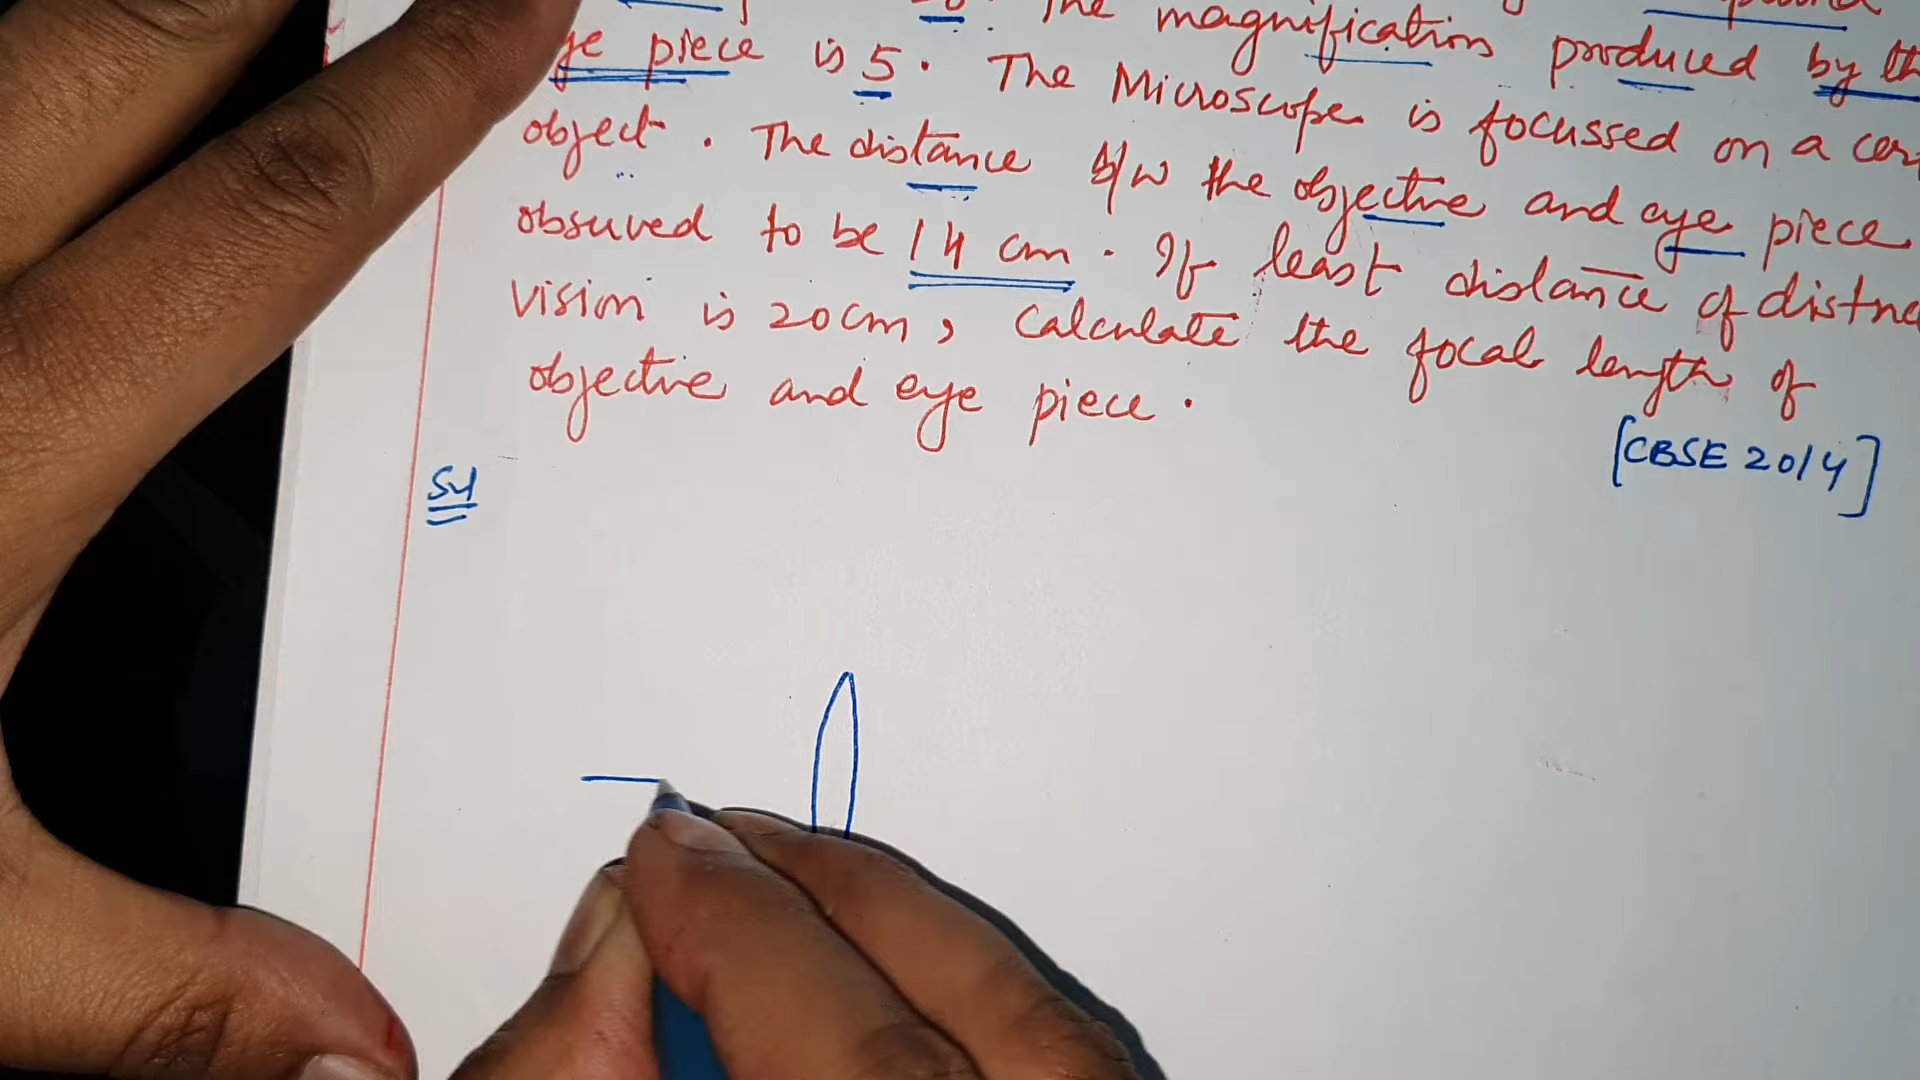 The magnification produced by th
ye piece is 5. The Microscope is focussed on a cer
object. The distance b/w the objective and eye piece
observed to be 14 cm. If least distance of distnc
vision is 20cm, Calculate the focal length of
objective and eye piece.
[CBSE 2014]
Sol